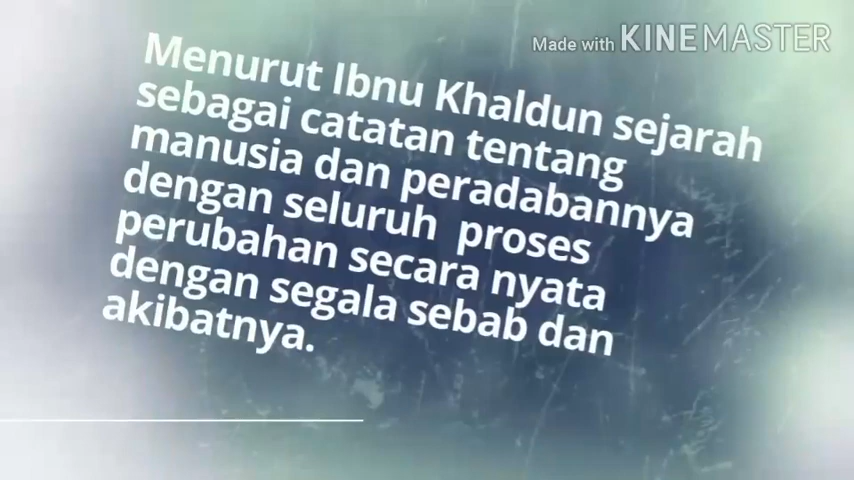 Made with KINEMASTER
Menurut Ibnu Khaldun sejarah
sebagai catatan tentang
manusia dan peradabannya
dengan seluruh proses
perubahan secara nyata
dengan segala sebab dan
akibatnya.